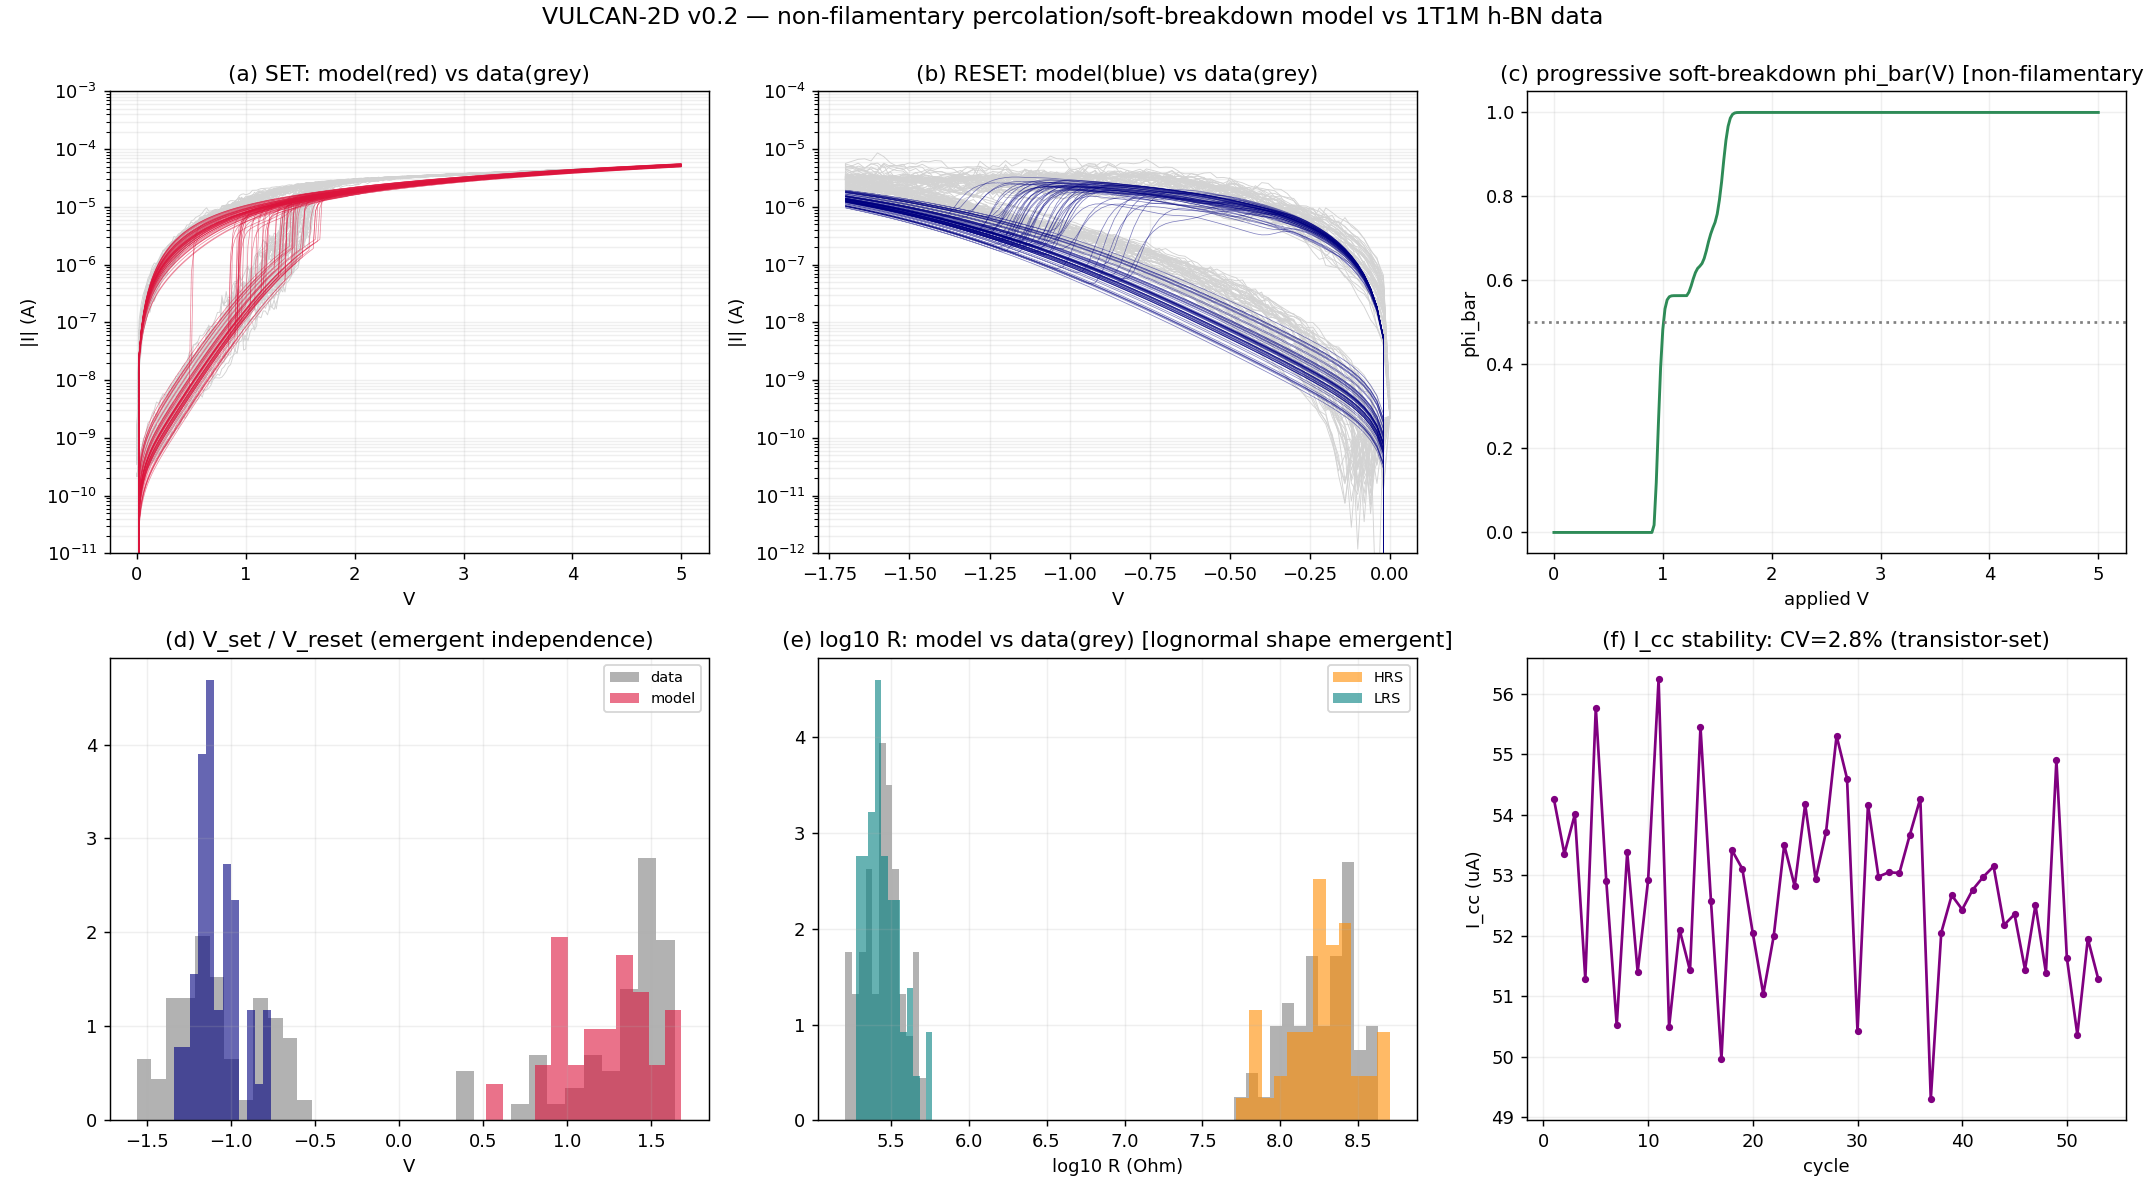 VULCAN-2D v0.2 — non-filamentary percolation/soft-breakdown model vs 1T1M h-BN data
(a) SET: model(red) vs data(grey)
10⁻³
10⁻⁴
10⁻⁵
10⁻⁶
10⁻⁷
10⁻⁸
10⁻⁹
10⁻¹⁰
10⁻¹¹
|I| (A)
0 1 2 3 4 5
V
(b) RESET: model(blue) vs data(grey)
10⁻⁴
10⁻⁵
10⁻⁶
10⁻⁷
10⁻⁸
10⁻⁹
10⁻¹⁰
10⁻¹¹
10⁻¹²
|I| (A)
−1.75 −1.50 −1.25 −1.00 −0.75 −0.50 −0.25 0.00
V
(c) progressive soft-breakdown phi_bar(V) [non-filamentary
1.0
0.8
0.6
0.4
0.2
0.0
phi_bar
0 1 2 3 4 5
applied V
(d) V_set / V_reset (emergent independence)
data
model
4
3
2
1
0
−1.5 −1.0 −0.5 0.0 0.5 1.0 1.5
V
(e) log10 R: model vs data(grey) [lognormal shape emergent]
HRS
LRS
4
3
2
1
0
5.5 6.0 6.5 7.0 7.5 8.0 8.5
log10 R (Ohm)
(f) I_cc stability: CV=2.8% (transistor-set)
56
55
54
53
52
51
50
49
I_cc (uA)
0 10 20 30 40 50
cycle